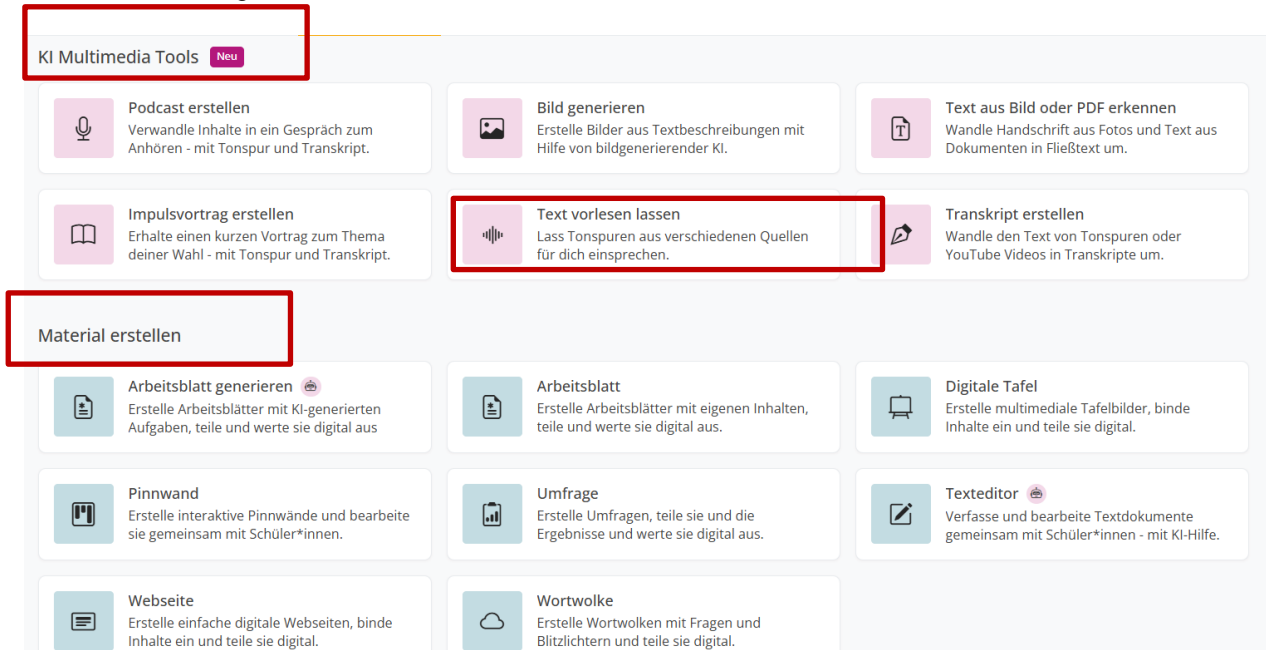 KI Multimedia Tools Neu
Podcast erstellen
Verwandle Inhalte in ein Gespräch zum
Anhören - mit Tonspur und Transkript.
Bild generieren
Erstelle Bilder aus Textbeschreibungen mit
Hilfe von bildgenerierender KI.
Text aus Bild oder PDF erkennen
Wandle Handschrift aus Fotos und Text aus
Dokumenten in Fließtext um.
Impulsvortrag erstellen
Erhalte einen kurzen Vortrag zum Thema
deiner Wahl - mit Tonspur und Transkript.
Text vorlesen lassen
Lass Tonspuren aus verschiedenen Quellen
für dich einsprechen.
Transkript erstellen
Wandle den Text von Tonspuren oder
YouTube Videos in Transkripte um.
Material erstellen
Arbeitsblatt generieren
Erstelle Arbeitsblätter mit KI-generierten
Aufgaben, teile und werte sie digital aus
Arbeitsblatt
Erstelle Arbeitsblätter mit eigenen Inhalten,
teile und werte sie digital aus.
Digitale Tafel
Erstelle multimediale Tafelbilder, binde
Inhalte ein und teile sie digital.
Pinnwand
Erstelle interaktive Pinnwände und bearbeite
sie gemeinsam mit Schüler*innen.
Umfrage
Erstelle Umfragen, teile sie und die
Ergebnisse und werte sie digital aus.
Texteditor
Verfasse und bearbeite Textdokumente
gemeinsam mit Schüler*innen - mit KI-Hilfe.
Webseite
Erstelle einfache digitale Webseiten, binde
Inhalte ein und teile sie digital.
Wortwolke
Erstelle Wortwolken mit Fragen und
Blitzlichtern und teile sie digital.